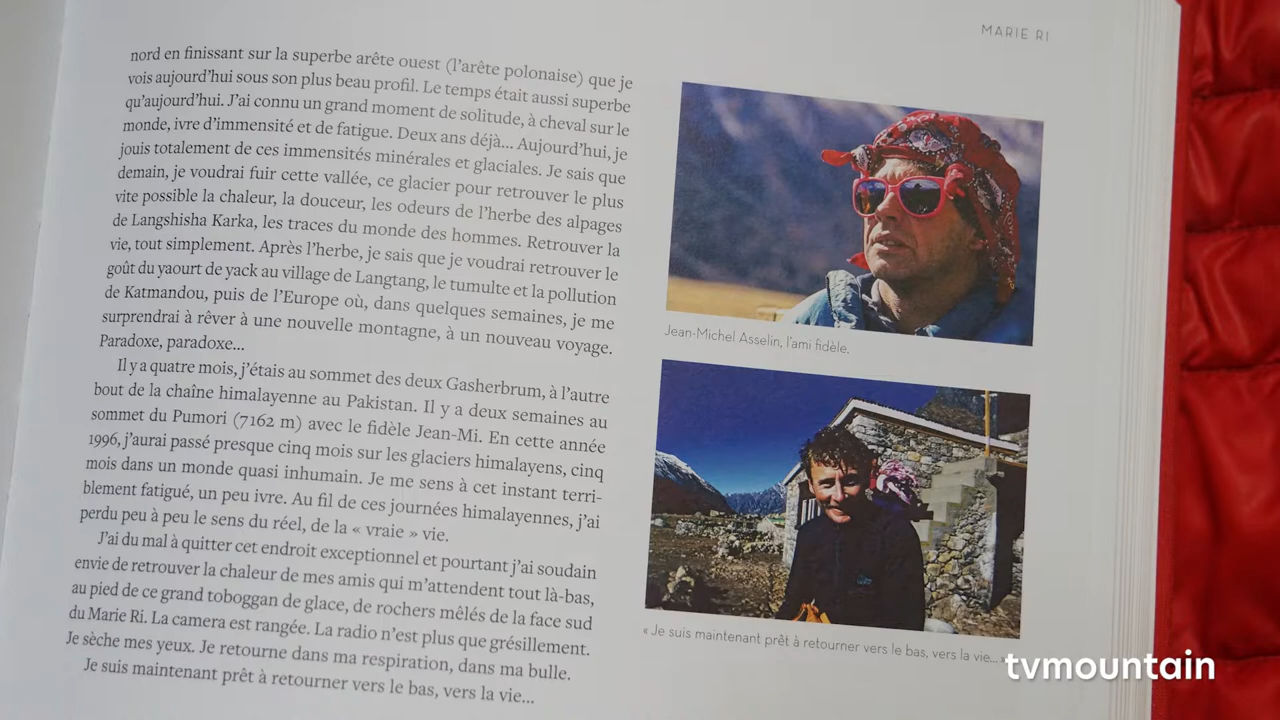 MARIE RI
nord en finissant sur la superbe arête ouest (l'arête polonaise) que je
vois aujourd'hui sous son plus beau profil. Le temps était aussi superbe
qu'aujourd'hui. J'ai connu un grand moment de solitude, à cheval sur le
monde, ivre d'immensité et de fatigue. Deux ans déjà... Aujourd'hui, je
jouis totalement de ces immensités minérales et glaciales. Je sais que
demain, je voudrai fuir cette vallée, ce glacier pour retrouver le plus
vite possible la chaleur, la douceur, les odeurs de l'herbe des alpages
de Langshisha Karka, les traces du monde des hommes. Retrouver la
vie, tout simplement. Après l'herbe, je sais que je voudrai retrouver le
goût du yaourt de yack au village de Langtang, le tumulte et la pollution
de Katmandou, puis de l'Europe où, dans quelques semaines, je me
surprendrai à rêver à une nouvelle montagne, à un nouveau voyage.
Paradoxe, paradoxe...
Il y a quatre mois, j'étais au sommet des deux Gasherbrum, à l'autre
bout de la chaîne himalayenne au Pakistan. Il y a deux semaines au
sommet du Pumori (7162 m) avec le fidèle Jean-Mi. En cette année
1996, j'aurai passé presque cinq mois sur les glaciers himalayens, cinq
mois dans un monde quasi inhumain. Je me sens à cet instant terri-
blement fatigué, un peu ivre. Au fil de ces journées himalayennes, j'ai
perdu peu à peu le sens du réel, de la « vraie » vie.
J'ai du mal à quitter cet endroit exceptionnel et pourtant j'ai soudain
envie de retrouver la chaleur de mes amis qui m'attendent tout là-bas,
au pied de ce grand toboggan de glace, de rochers mêlés de la face sud
du Marie Ri. La camera est rangée. La radio n'est plus que grésillement.
Je sèche mes yeux. Je retourne dans ma respiration, dans ma bulle.
Je suis maintenant prêt à retourner vers le bas, vers la vie...
Jean-Michel Asselin, l'ami fidèle.
« Je suis maintenant prêt à retourner vers le bas, vers la vie... »
tvmountain